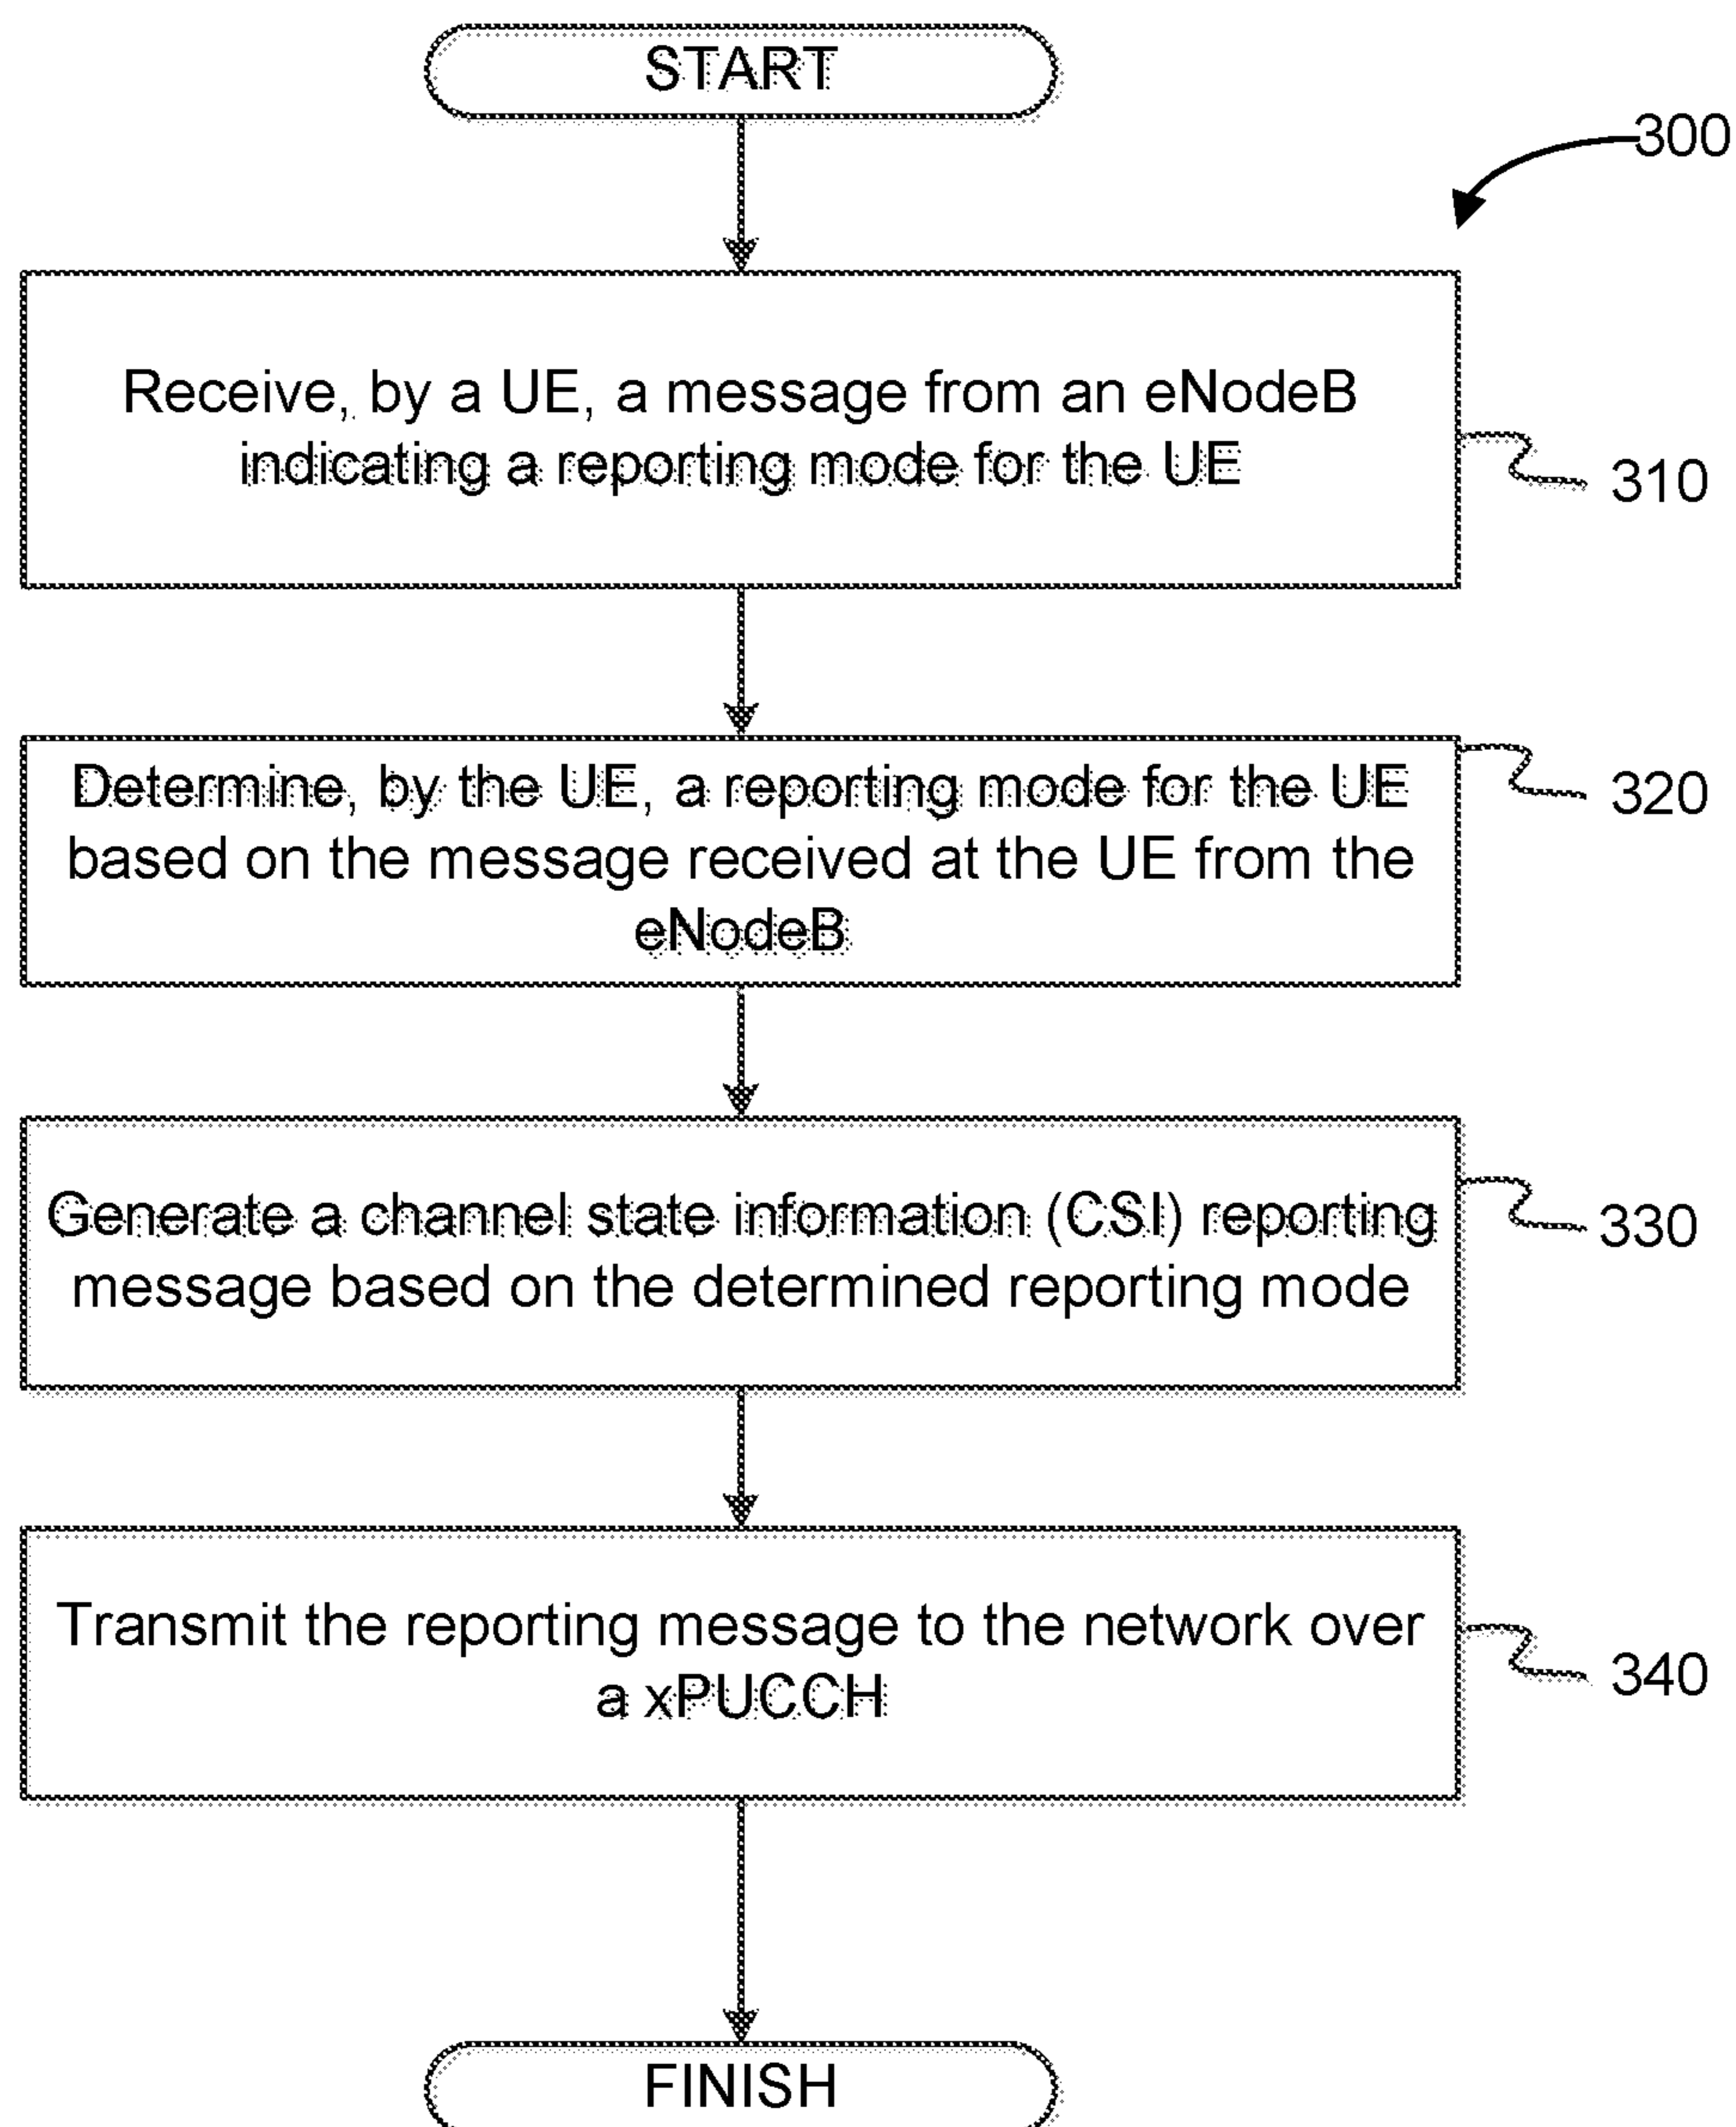 START
300
Receive, by a UE, a message from an eNodeB
indicating a reporting mode for the UE
310
Determine, by the UE, a reporting mode for the UE
based on the message received at the UE from the
eNodeB
320
Generate a channel state information (CSI) reporting
message based on the determined reporting mode
330
Transmit the reporting message to the network over
a xPUCCH
340
FINISH